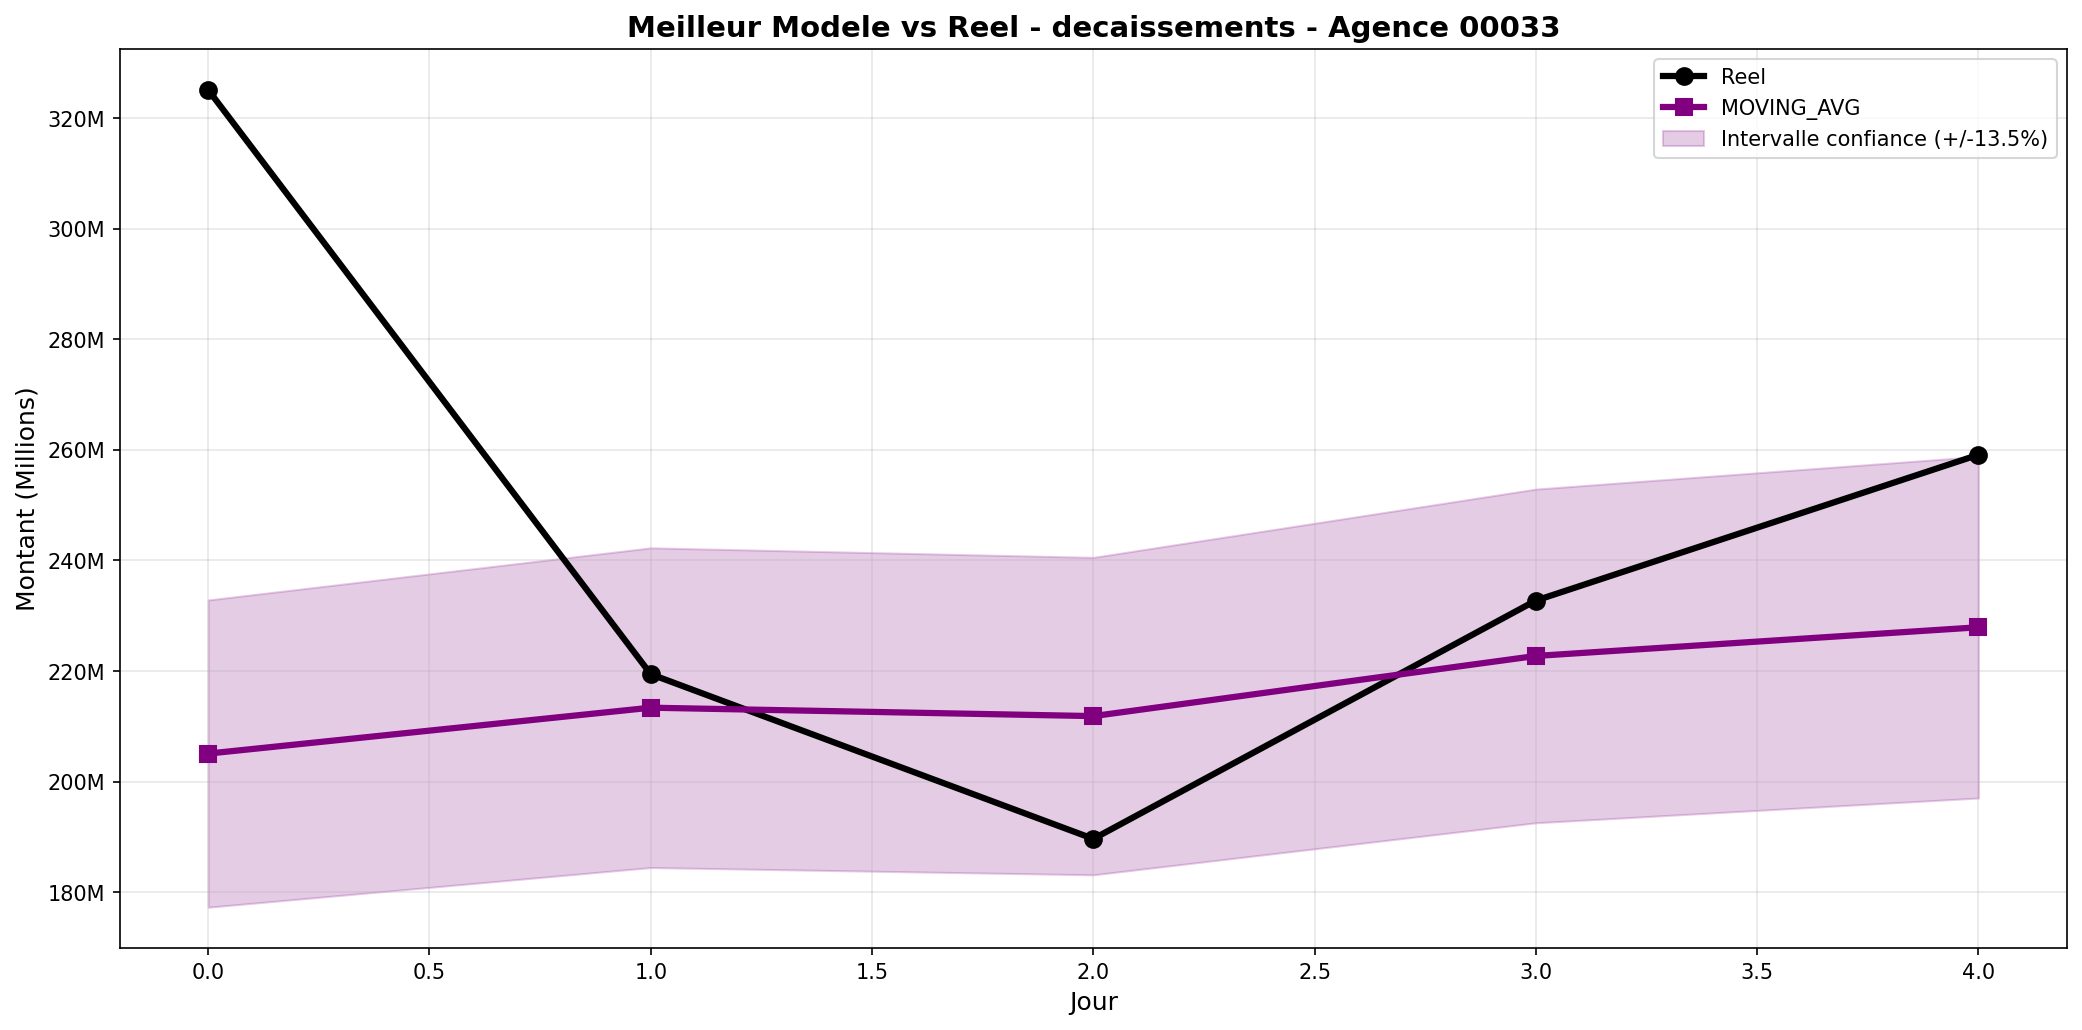 Meilleur Modele vs Reel - decaissements - Agence 00033
Reel
MOVING_AVG
Intervalle confiance (+/-13.5%)
Montant (Millions)
320M
300M
280M
260M
240M
220M
200M
180M
0.0 0.5 1.0 1.5 2.0 2.5 3.0 3.5 4.0
Jour